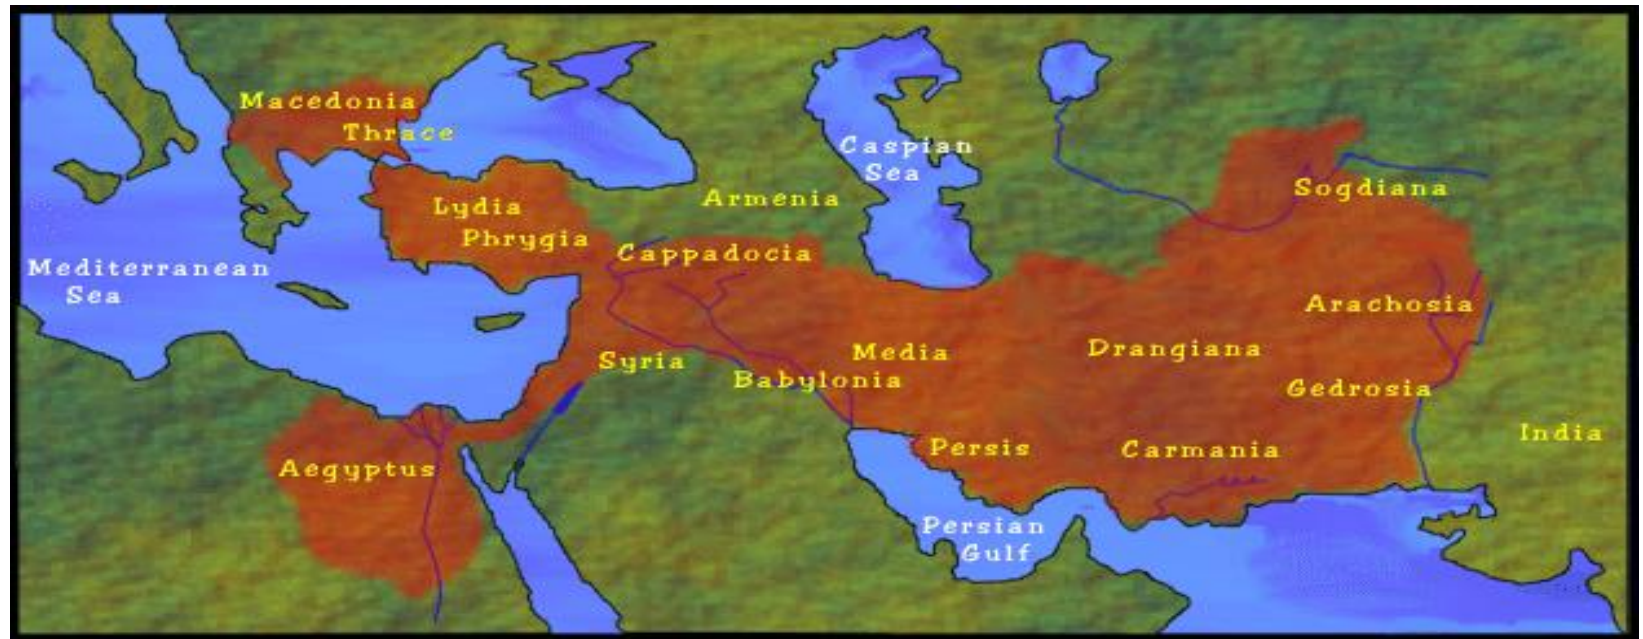 Macedonia
Thrace
Caspian
Sea
Armenia
Sogdiana
Lydia
Phrygia
Cappadocia
Mediterranean
Sea
Arachosia
Syria
Media
Drangiana
Babylonia
Gedrosia
India
Aegyptus
Persis
Carmania
Persian
Gulf